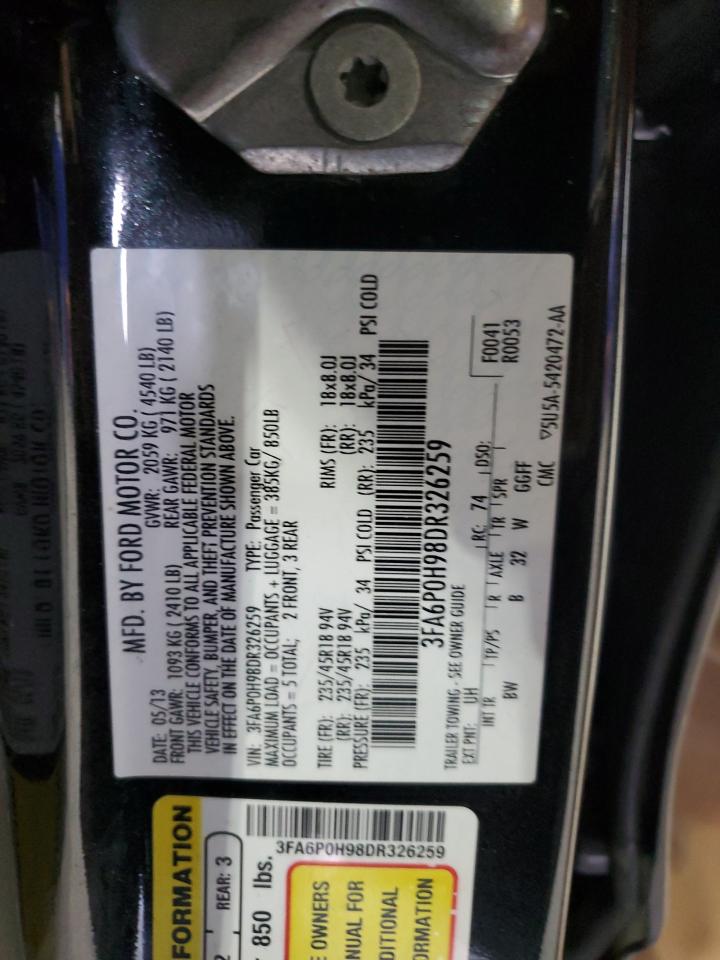 MFD. BY FORD MOTOR CO.
DATE: 05/13 GVWR: 2059 KG ( 4540 LB)
FRONT GAWR: 1093 KG ( 2410 LB) REAR GAWR: 971 KG ( 2140 LB)
THIS VEHICLE CONFORMS TO ALL APPLICABLE FEDERAL MOTOR
VEHICLE SAFETY, BUMPER, AND THEFT PREVENTION STANDARDS
IN EFFECT ON THE DATE OF MANUFACTURE SHOWN ABOVE.
VIN: 3FA6P0H98DR326259 TYPE: Passenger Car
MAXIMUM LOAD = OCCUPANTS + LUGGAGE = 385KG/ 850LB
OCCUPANTS = 5 TOTAL; 2 FRONT, 3 REAR
TIRE (FR): 235/45R18 94V RIMS (FR): 18x8.0J
(RR): 235/45R18 94V (RR): 18x8.0J
PRESSURE (FR): 235 kPa/ 34 PSI COLD (RR): 235 kPa/ 34 PSI COLD
3FA6P0H98DR326259
TRAILER TOWING - SEE OWNER GUIDE
EXT PNT: UH RC: 74 DSO: F0041
R0053
INT TR TP/PS R AXLE TR SPR
BW B 32 W GGFF
CMC ▽5U5A-5420472-AA
FORMATION
REAR: 3
850 lbs.
3FA6P0H98DR326259
E OWNERS
NUAL FOR
DITIONAL
ORMATION